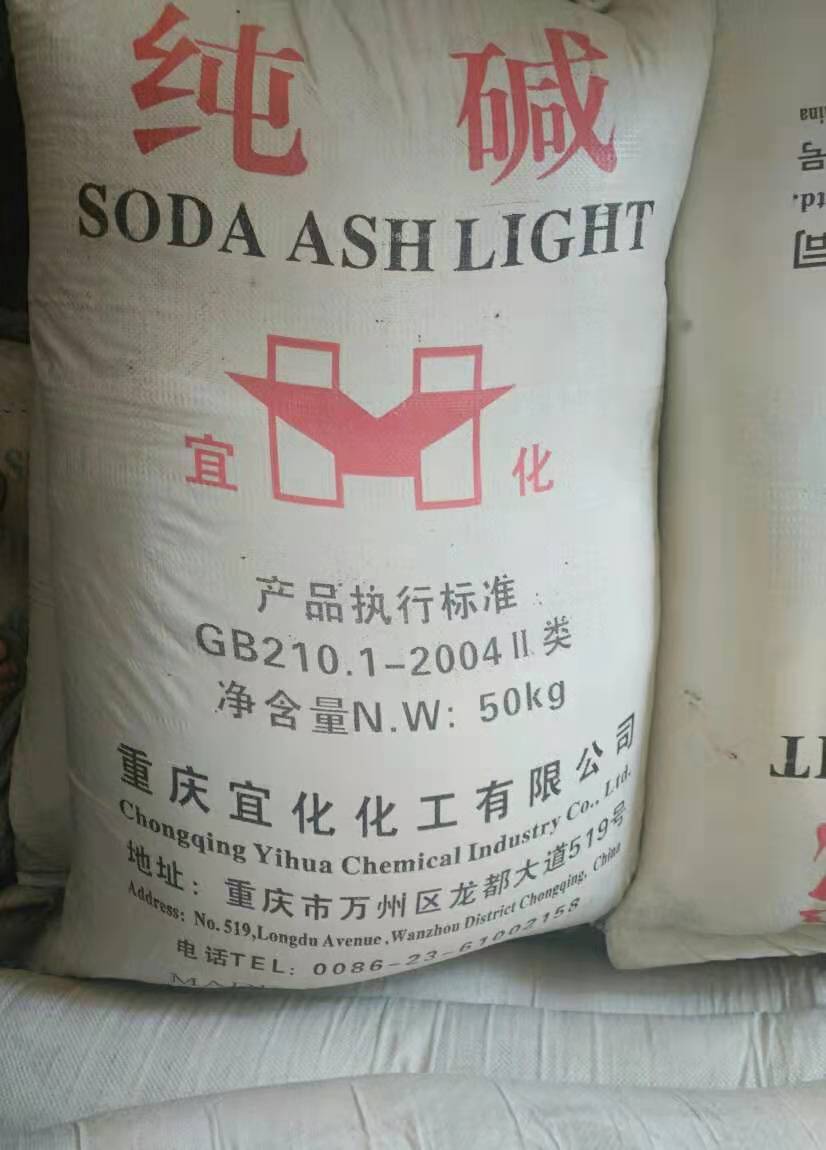 纯碱
SODA ASH LIGHT
宜化
产品执行标准
GB210.1-2004 II 类
净含量N.W: 50kg
重庆宜化化工有限公司
Chongqing Yihua Chemical Industry Co., Ltd.
地址：重庆市万州区龙都大道519号
Address: No.519,Longdu Avenue,Wanzhou District Chongqing, China
电话TEL: 0086-23-61002158